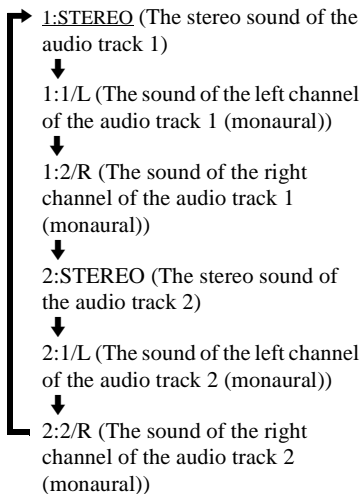 1:STEREO (The stereo sound of the
audio track 1)
1:1/L (The sound of the left channel
of the audio track 1 (monaural))
1:2/R (The sound of the right
channel of the audio track 1
(monaural))
2:STEREO (The stereo sound of
the audio track 2)
2:1/L (The sound of the left channel
of the audio track 2 (monaural))
2:2/R (The sound of the right
channel of the audio track 2
(monaural))